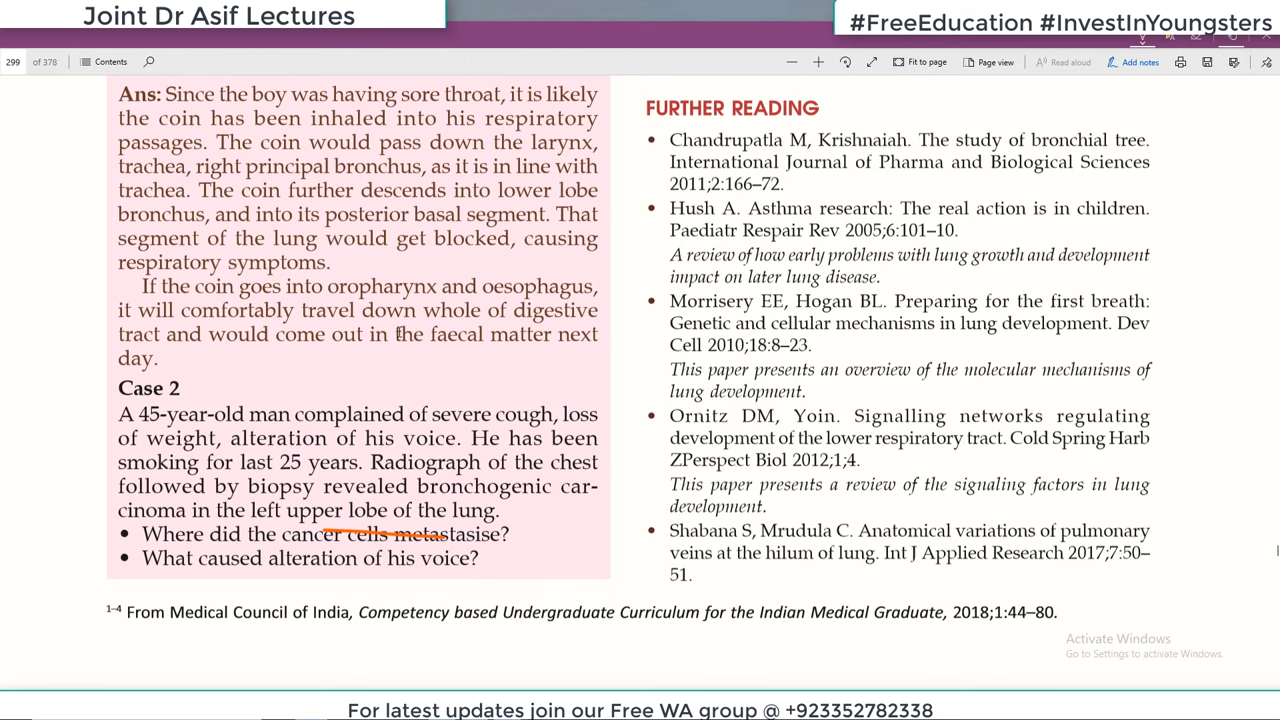 Joint Dr Asif Lectures
#FreeEducation #InvestInYoungsters
299 of 378 Contents Fit to page Page view Read aloud Add notes
Ans: Since the boy was having sore throat, it is likely
the coin has been inhaled into his respiratory
passages. The coin would pass down the larynx,
trachea, right principal bronchus, as it is in line with
trachea. The coin further descends into lower lobe
bronchus, and into its posterior basal segment. That
segment of the lung would get blocked, causing
respiratory symptoms.
If the coin goes into oropharynx and oesophagus,
it will comfortably travel down whole of digestive
tract and would come out in the faecal matter next
day.
Case 2
A 45-year-old man complained of severe cough, loss
of weight, alteration of his voice. He has been
smoking for last 25 years. Radiograph of the chest
followed by biopsy revealed bronchogenic car-
cinoma in the left upper lobe of the lung.
• Where did the cancer cells metastasise?
• What caused alteration of his voice?
FURTHER READING
• Chandrupatla M, Krishnaiah. The study of bronchial tree.
International Journal of Pharma and Biological Sciences
2011;2:166–72.
• Hush A. Asthma research: The real action is in children.
Paediatr Respair Rev 2005;6:101–10.
A review of how early problems with lung growth and development
impact on later lung disease.
• Morrisery EE, Hogan BL. Preparing for the first breath:
Genetic and cellular mechanisms in lung development. Dev
Cell 2010;18:8–23.
This paper presents an overview of the molecular mechanisms of
lung development.
• Ornitz DM, Yoin. Signalling networks regulating
development of the lower respiratory tract. Cold Spring Harb
ZPerspect Biol 2012;1;4.
This paper presents a review of the signaling factors in lung
development.
• Shabana S, Mrudula C. Anatomical variations of pulmonary
veins at the hilum of lung. Int J Applied Research 2017;7:50–
51.
1–4 From Medical Council of India, Competency based Undergraduate Curriculum for the Indian Medical Graduate, 2018;1:44–80.
Activate Windows
Go to Settings to activate Windows.
For latest updates join our Free WA group @ +923352782338